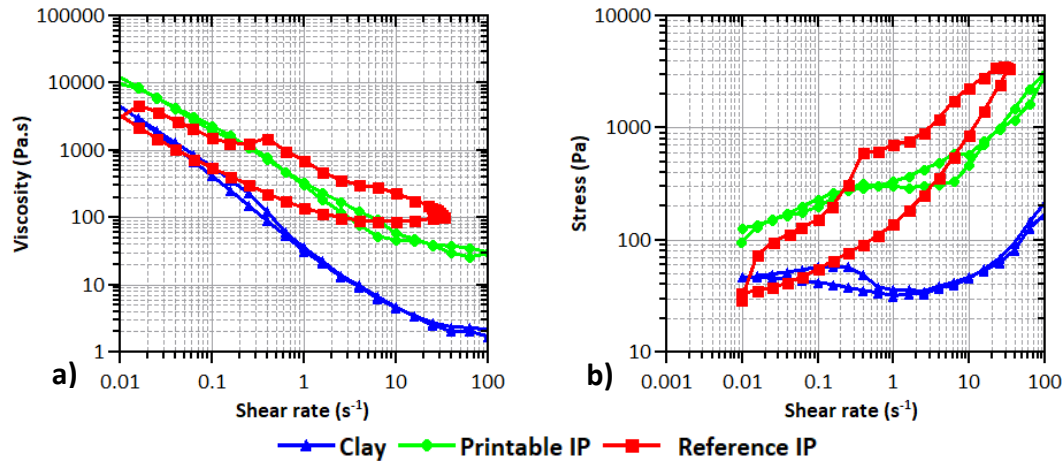 100000
10000
1000
100
10
1
Viscosity (Pa.s)
0.01 0.1 1 10 100
Shear rate (s⁻¹)
a)
10000
1000
100
10
Stress (Pa)
0.001 0.01 0.1 1 10 100
Shear rate (s⁻¹)
b)
Clay Printable IP Reference IP